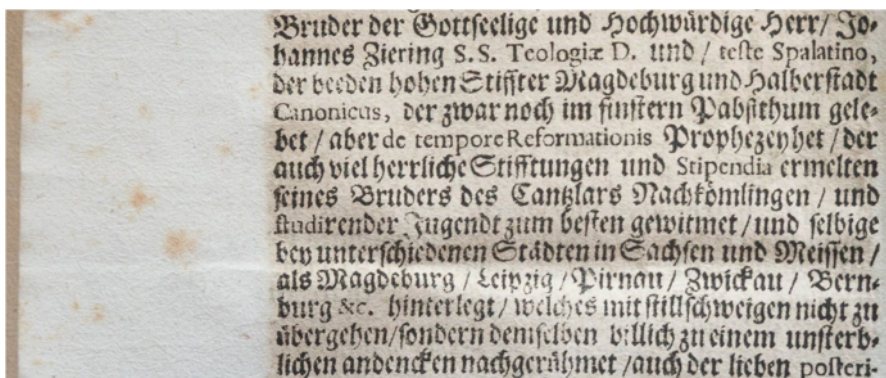 Bruder der Gottseelige und Hochwürdige Herr/ Jo-
hannes Ziering S.S. Teologiæ D. und / teste Spalatino,
der beeden hohen Stiffter Magdeburg und Halberstadt
Canonicus, der zwar noch im finstern Pabsthum gele-
bet / aber de tempore Reformationis Prophezeyhet / der
auch viel herrliche Stifftungen und Stipendia ermelten
seines Bruders des Cantzlars Nachkömlingen / und
studirender Jugendt zum besten gewitmet / und selbige
bey unterschiedenen Städten in Sachsen und Meissen /
als Magdeburg / Leipzig / Pirnau / Zwickau / Bern-
burg &c. hinterlegt / welches mit stillschweigen nicht zu
übergehen/sondern demselben billich zu einem unsterb-
lichen andencken nachgerühmet /auch der lieben posteri-